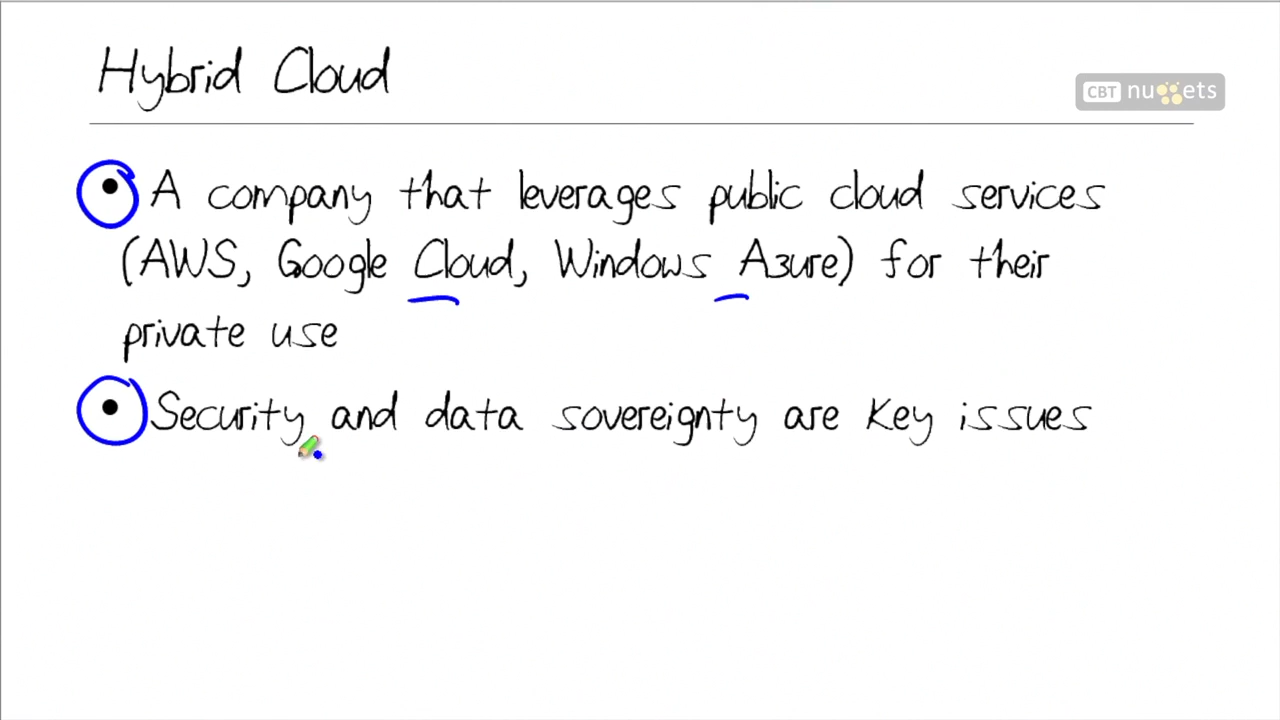 Hybrid Cloud
CBT nuggets
• A company that leverages public cloud services
(AWS, Google Cloud, Windows Azure) for their
private use
• Security and data sovereignty are key issues